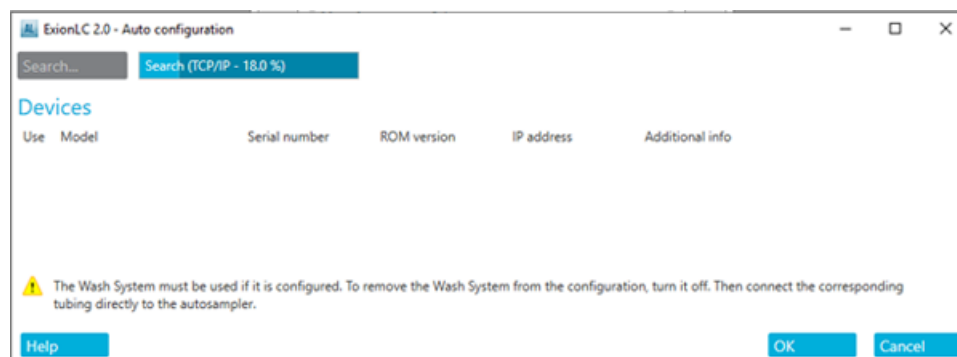 ExionLC 2.0 - Auto configuration
Search... Search (TCP/IP - 18.0 %)
Devices
Use Model Serial number ROM version IP address Additional info
The Wash System must be used if it is configured. To remove the Wash System from the configuration, turn it off. Then connect the corresponding
tubing directly to the autosampler.
Help OK Cancel